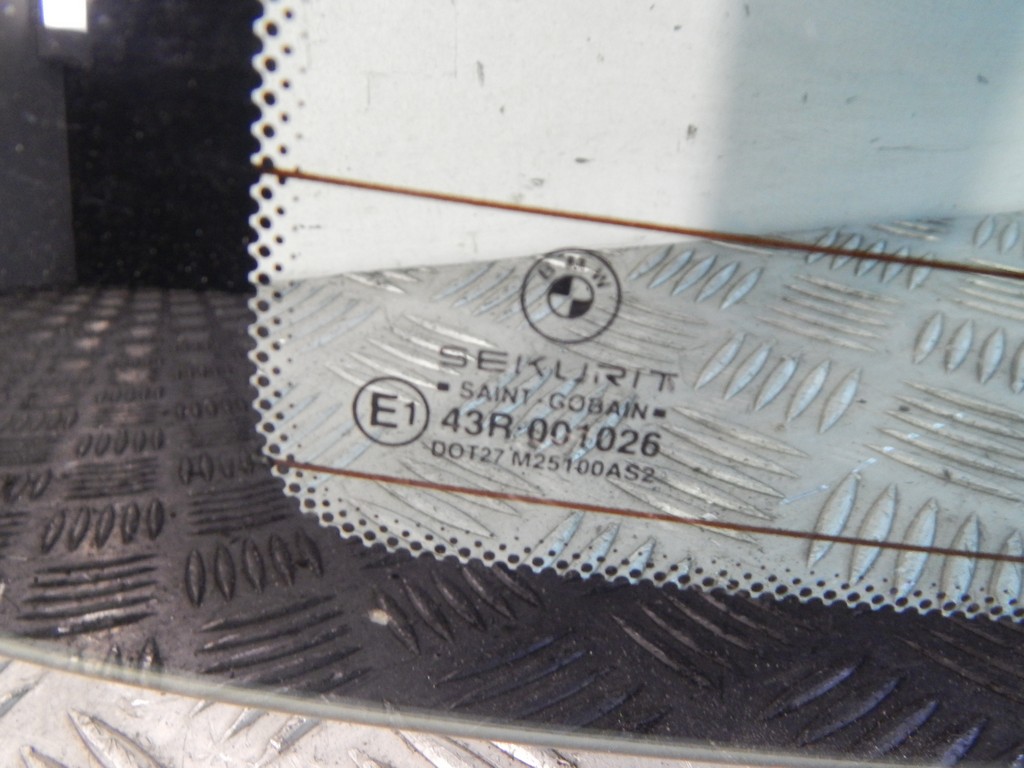 BMW
SEKURIT
SAINT-GOBAIN
E1 43R-001026
DOT27 M25100AS2